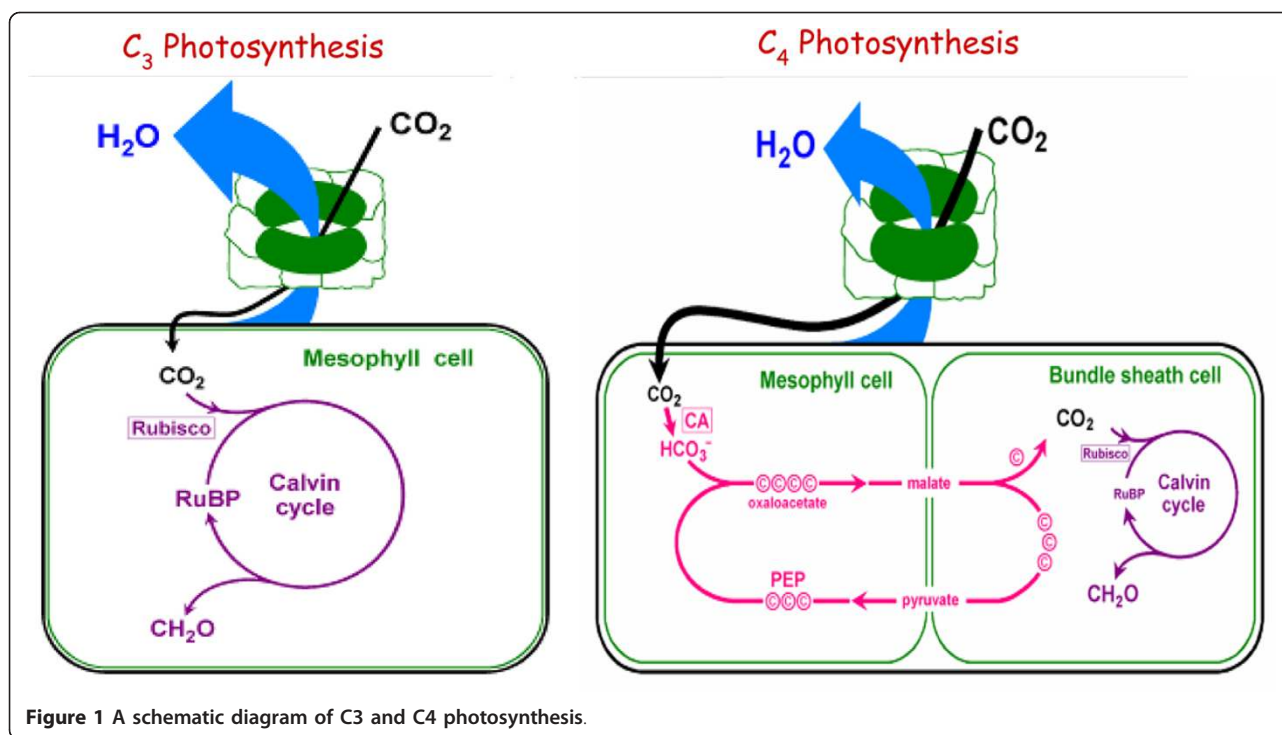 C₃ Photosynthesis
H₂O
CO₂
Mesophyll cell
CO₂
Rubisco
RuBP
Calvin
cycle
CH₂O
C₄ Photosynthesis
H₂O
CO₂
Mesophyll cell
CO₂
CA
HCO₃⁻
©©©©
oxaloacetate
malate
PEP
©©©
pyruvate
Bundle sheath cell
©
CO₂
Rubisco
RuBP
Calvin
cycle
©
©
©
CH₂O
Figure 1 A schematic diagram of C3 and C4 photosynthesis.